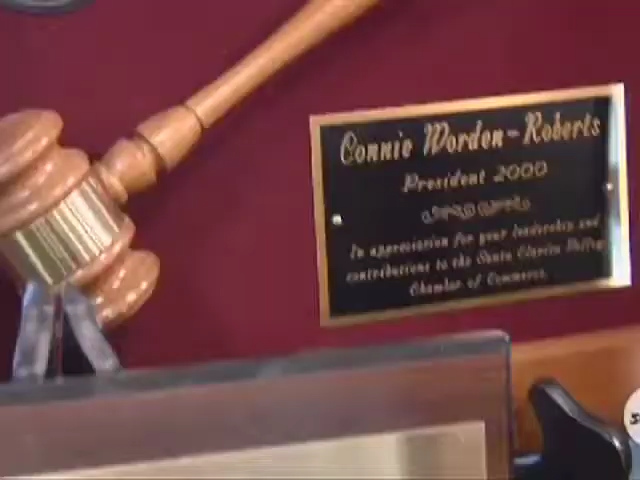 Connie Worden-Roberts
President 2000
In appreciation for your leadership and
contributions to the Santa Clarita Valley
Chamber of Commerce.